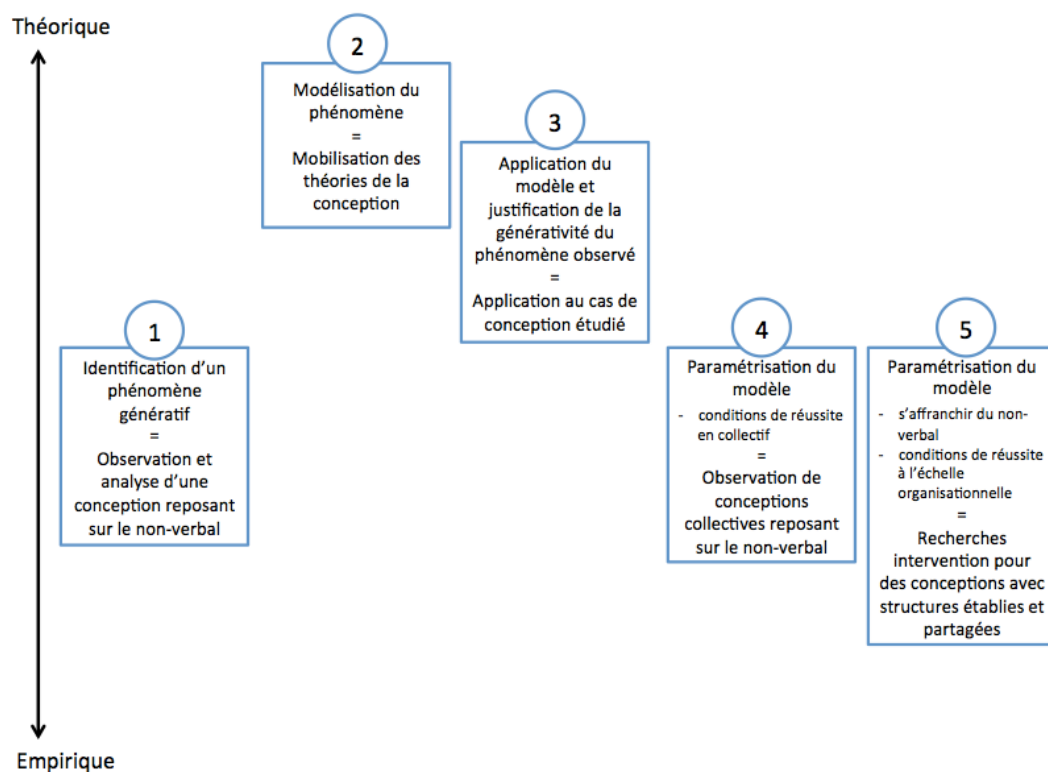 Théorique
1
Identification d'un
phénomène
génératif
=
Observation et
analyse d'une
conception reposant
sur le non-verbal
2
Modélisation du
phénomène
=
Mobilisation des
théories de la
conception
3
Application du
modèle et
justification de la
générativité du
phénomène observé
=
Application au cas de
conception étudié
4
Paramétrisation du
modèle
- conditions de réussite
en collectif
=
Observation de
conceptions
collectives reposant
sur le non-verbal
5
Paramétrisation du
modèle
- s'affranchir du non-
verbal
- conditions de réussite
à l'échelle
organisationnelle
=
Recherches
intervention pour
des conceptions avec
structures établies et
partagées
Empirique